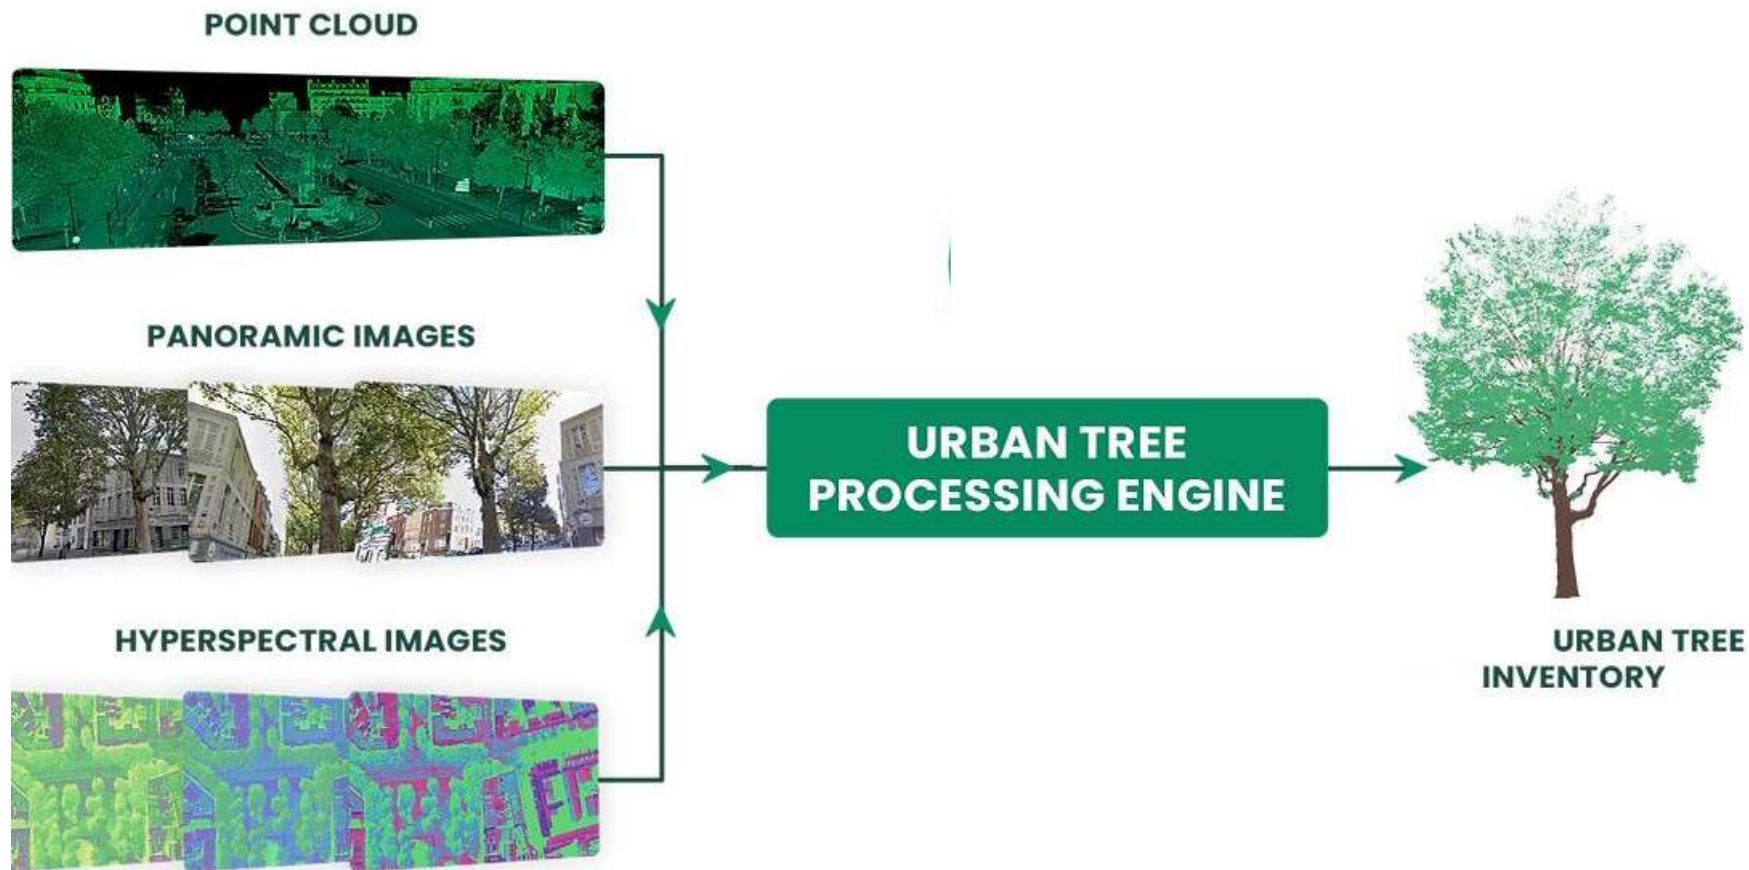 POINT CLOUD
PANORAMIC IMAGES
HYPERSPECTRAL IMAGES
URBAN TREE
PROCESSING ENGINE
URBAN TREE
INVENTORY